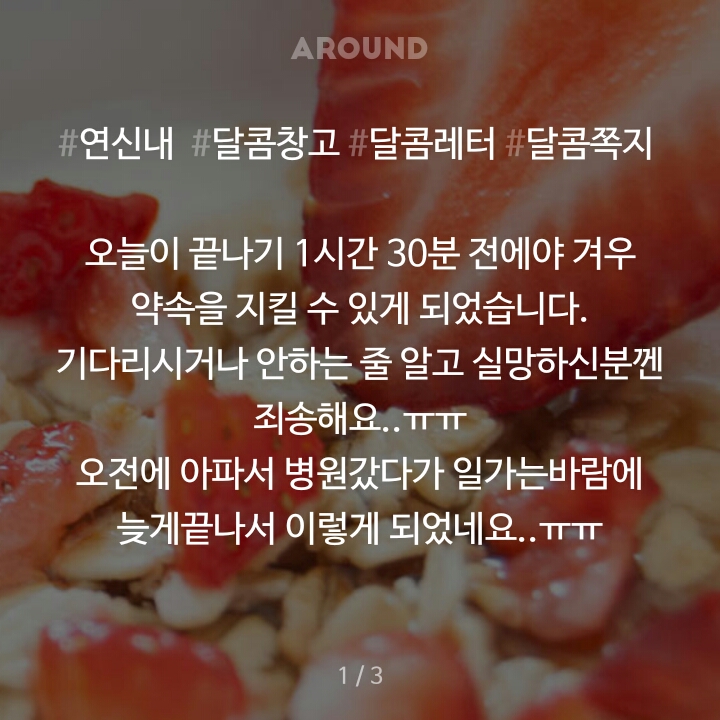 AROUND
#연신내 #달콤창고 #달콤레터 #달콤쪽지
오늘이 끝나기 1시간 30분 전에야 겨우
약속을 지킬 수 있게 되었습니다.
기다리시거나 안하는 줄 알고 실망하신분껜
죄송해요..ㅠㅠ
오전에 아파서 병원갔다가 일가는바람에
늦게끝나서 이렇게 되었네요..ㅠㅠ
1 / 3